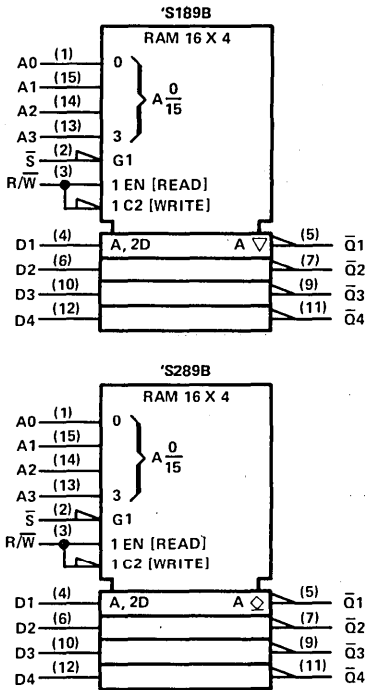 'S189B
RAM 16 X 4
A0 (1) 0
A1 (15)
A2 (14) A 0/15
A3 (13) 3
S̅ (2) G1
R/W̅ (3) 1 EN [READ]
1 C2 [WRITE]
D1 (4) A, 2D A ▽ (5) Q̅1
D2 (6) (7) Q̅2
D3 (10) (9) Q̅3
D4 (12) (11) Q̅4
'S289B
RAM 16 X 4
A0 (1) 0
A1 (15)
A2 (14) A 0/15
A3 (13) 3
S̅ (2) G1
R/W̅ (3) 1 EN [READ]
1 C2 [WRITE]
D1 (4) A, 2D A ⎐ (5) Q̅1
D2 (6) (7) Q̅2
D3 (10) (9) Q̅3
D4 (12) (11) Q̅4